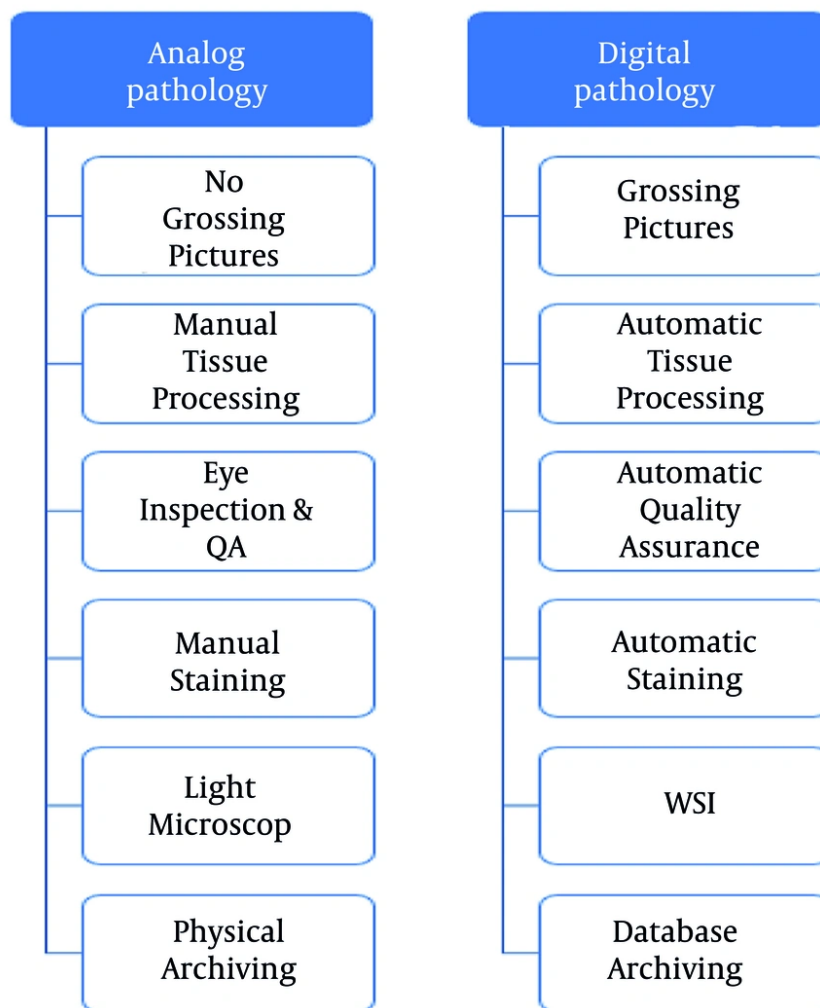 Analog
pathology
No
Grossing
Pictures
Manual
Tissue
Processing
Eye
Inspection &
QA
Manual
Staining
Light
Microscop
Physical
Archiving
Digital
pathology
Grossing
Pictures
Automatic
Tissue
Processing
Automatic
Quality
Assurance
Automatic
Staining
WSI
Database
Archiving